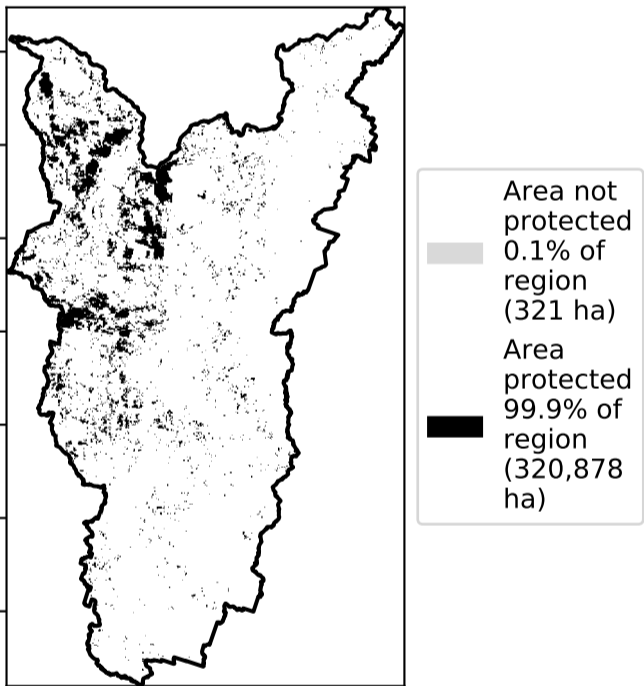 Area not
protected
0.1% of
region
(321 ha)
Area
protected
99.9% of
region
(320,878
ha)